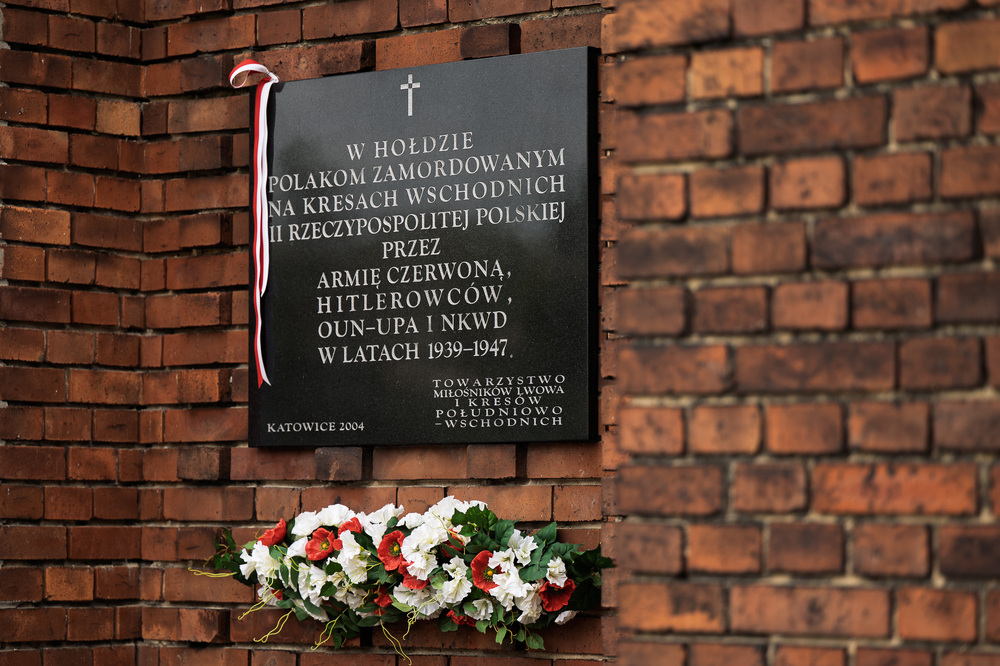 W HOŁDZIE
POLAKOM ZAMORDOWANYM
NA KRESACH WSCHODNICH
II RZECZYPOSPOLITEJ POLSKIEJ
PRZEZ
ARMIĘ CZERWONĄ,
HITLEROWCÓW,
OUN-UPA I NKWD
W LATACH 1939-1947.
TOWARZYSTWO
MIŁOŚNIKÓW LWOWA
I KRESÓW
POŁUDNIOWO
-WSCHODNICH
KATOWICE 2004